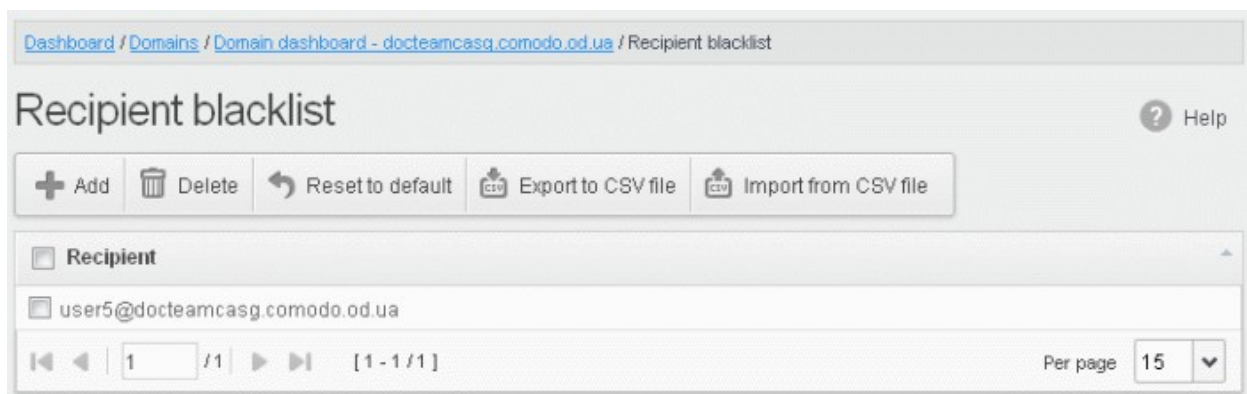 Dashboard / Domains / Domain dashboard - docteamcasg.comodo.od.ua / Recipient blacklist
Recipient blacklist
? Help
Add Delete Reset to default CSV Export to CSV file CSV Import from CSV file
Recipient
user5@docteamcasg.comodo.od.ua
1 /1 [1-1/1] Per page 15